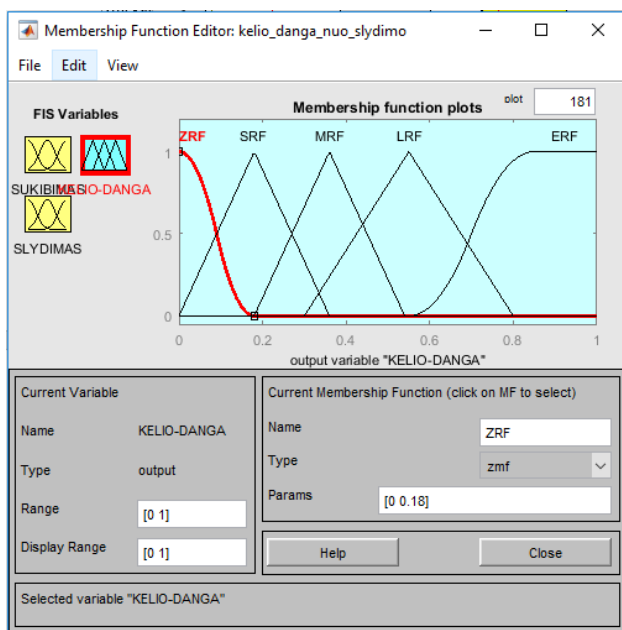 Membership Function Editor: kelio_danga_nuo_slydimo
File Edit View
FIS Variables
SUKIBIMAS KELIO-DANGA
SLYDIMAS
Membership function plots
plot 181
ZRF SRF MRF LRF ERF
1
0.5
0
0 0.2 0.4 0.6 0.8 1
output variable "KELIO-DANGA"
Current Variable
Name KELIO-DANGA
Type output
Range [0 1]
Display Range [0 1]
Current Membership Function (click on MF to select)
Name ZRF
Type zmf
Params [0 0.18]
Help Close
Selected variable "KELIO-DANGA"